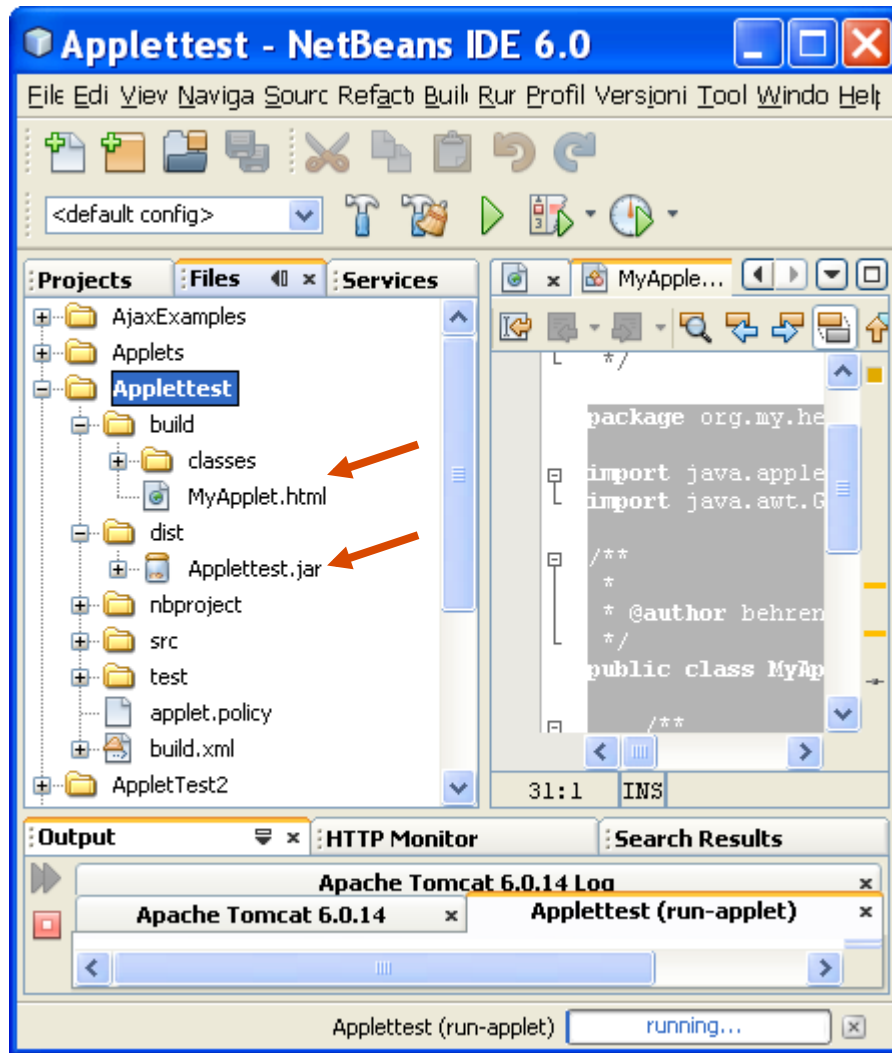 Applettest - NetBeans IDE 6.0
File Edi Viev Naviga Sourc Refact Buil Rur Profil Versioni Tool Windo Help
<default config>
Projects Files Services
MyApple...
AjaxExamples
Applets
Applettest
build
classes
MyApplet.html
dist
Applettest.jar
nbproject
src
test
applet.policy
build.xml
AppletTest2
*/
package org.my.he
import java.apple
import java.awt.G
/**
*
* @author behren
*/
public class MyAp
/**
31:1 INS
Output HTTP Monitor Search Results
Apache Tomcat 6.0.14 Log
Apache Tomcat 6.0.14 Applettest (run-applet)
Applettest (run-applet) running...